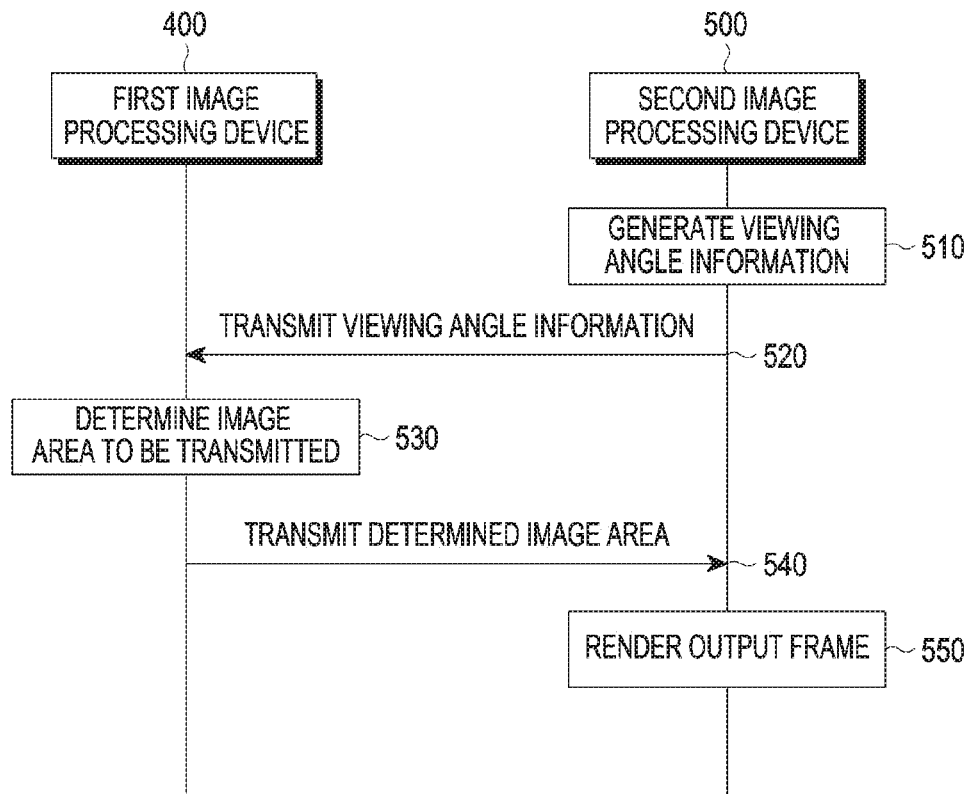 400
500
FIRST IMAGE
PROCESSING DEVICE
SECOND IMAGE
PROCESSING DEVICE
GENERATE VIEWING
ANGLE INFORMATION
510
TRANSMIT VIEWING ANGLE INFORMATION
520
DETERMINE IMAGE
AREA TO BE TRANSMITTED
530
TRANSMIT DETERMINED IMAGE AREA
540
RENDER OUTPUT FRAME
550